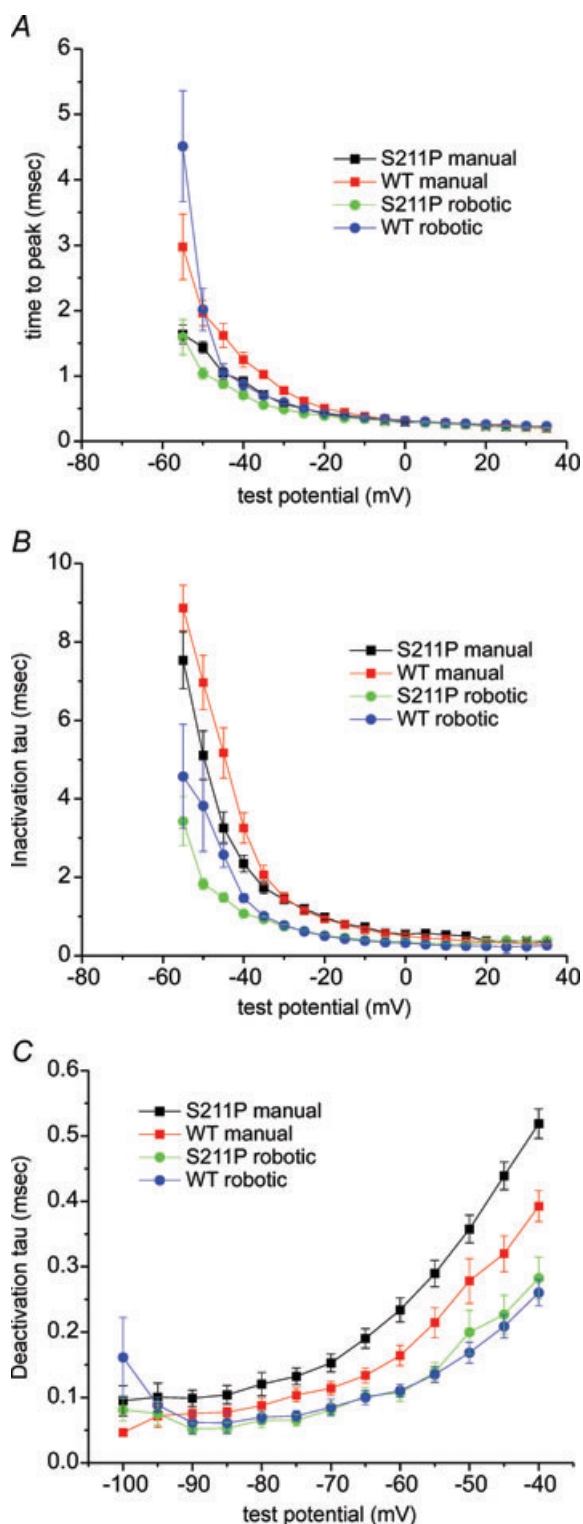 A
6
5
4
3
2
1
0
time to peak (msec)
S211P manual
WT manual
S211P robotic
WT robotic
-80 -60 -40 -20 0 20 40
test potential (mV)
B
10
8
6
4
2
0
Inactivation tau (msec)
S211P manual
WT manual
S211P robotic
WT robotic
-80 -60 -40 -20 0 20 40
test potential (mV)
C
0.6
0.5
0.4
0.3
0.2
0.1
0.0
Deactivation tau (msec)
S211P manual
WT manual
S211P robotic
WT robotic
-100 -90 -80 -70 -60 -50 -40
test potential (mV)